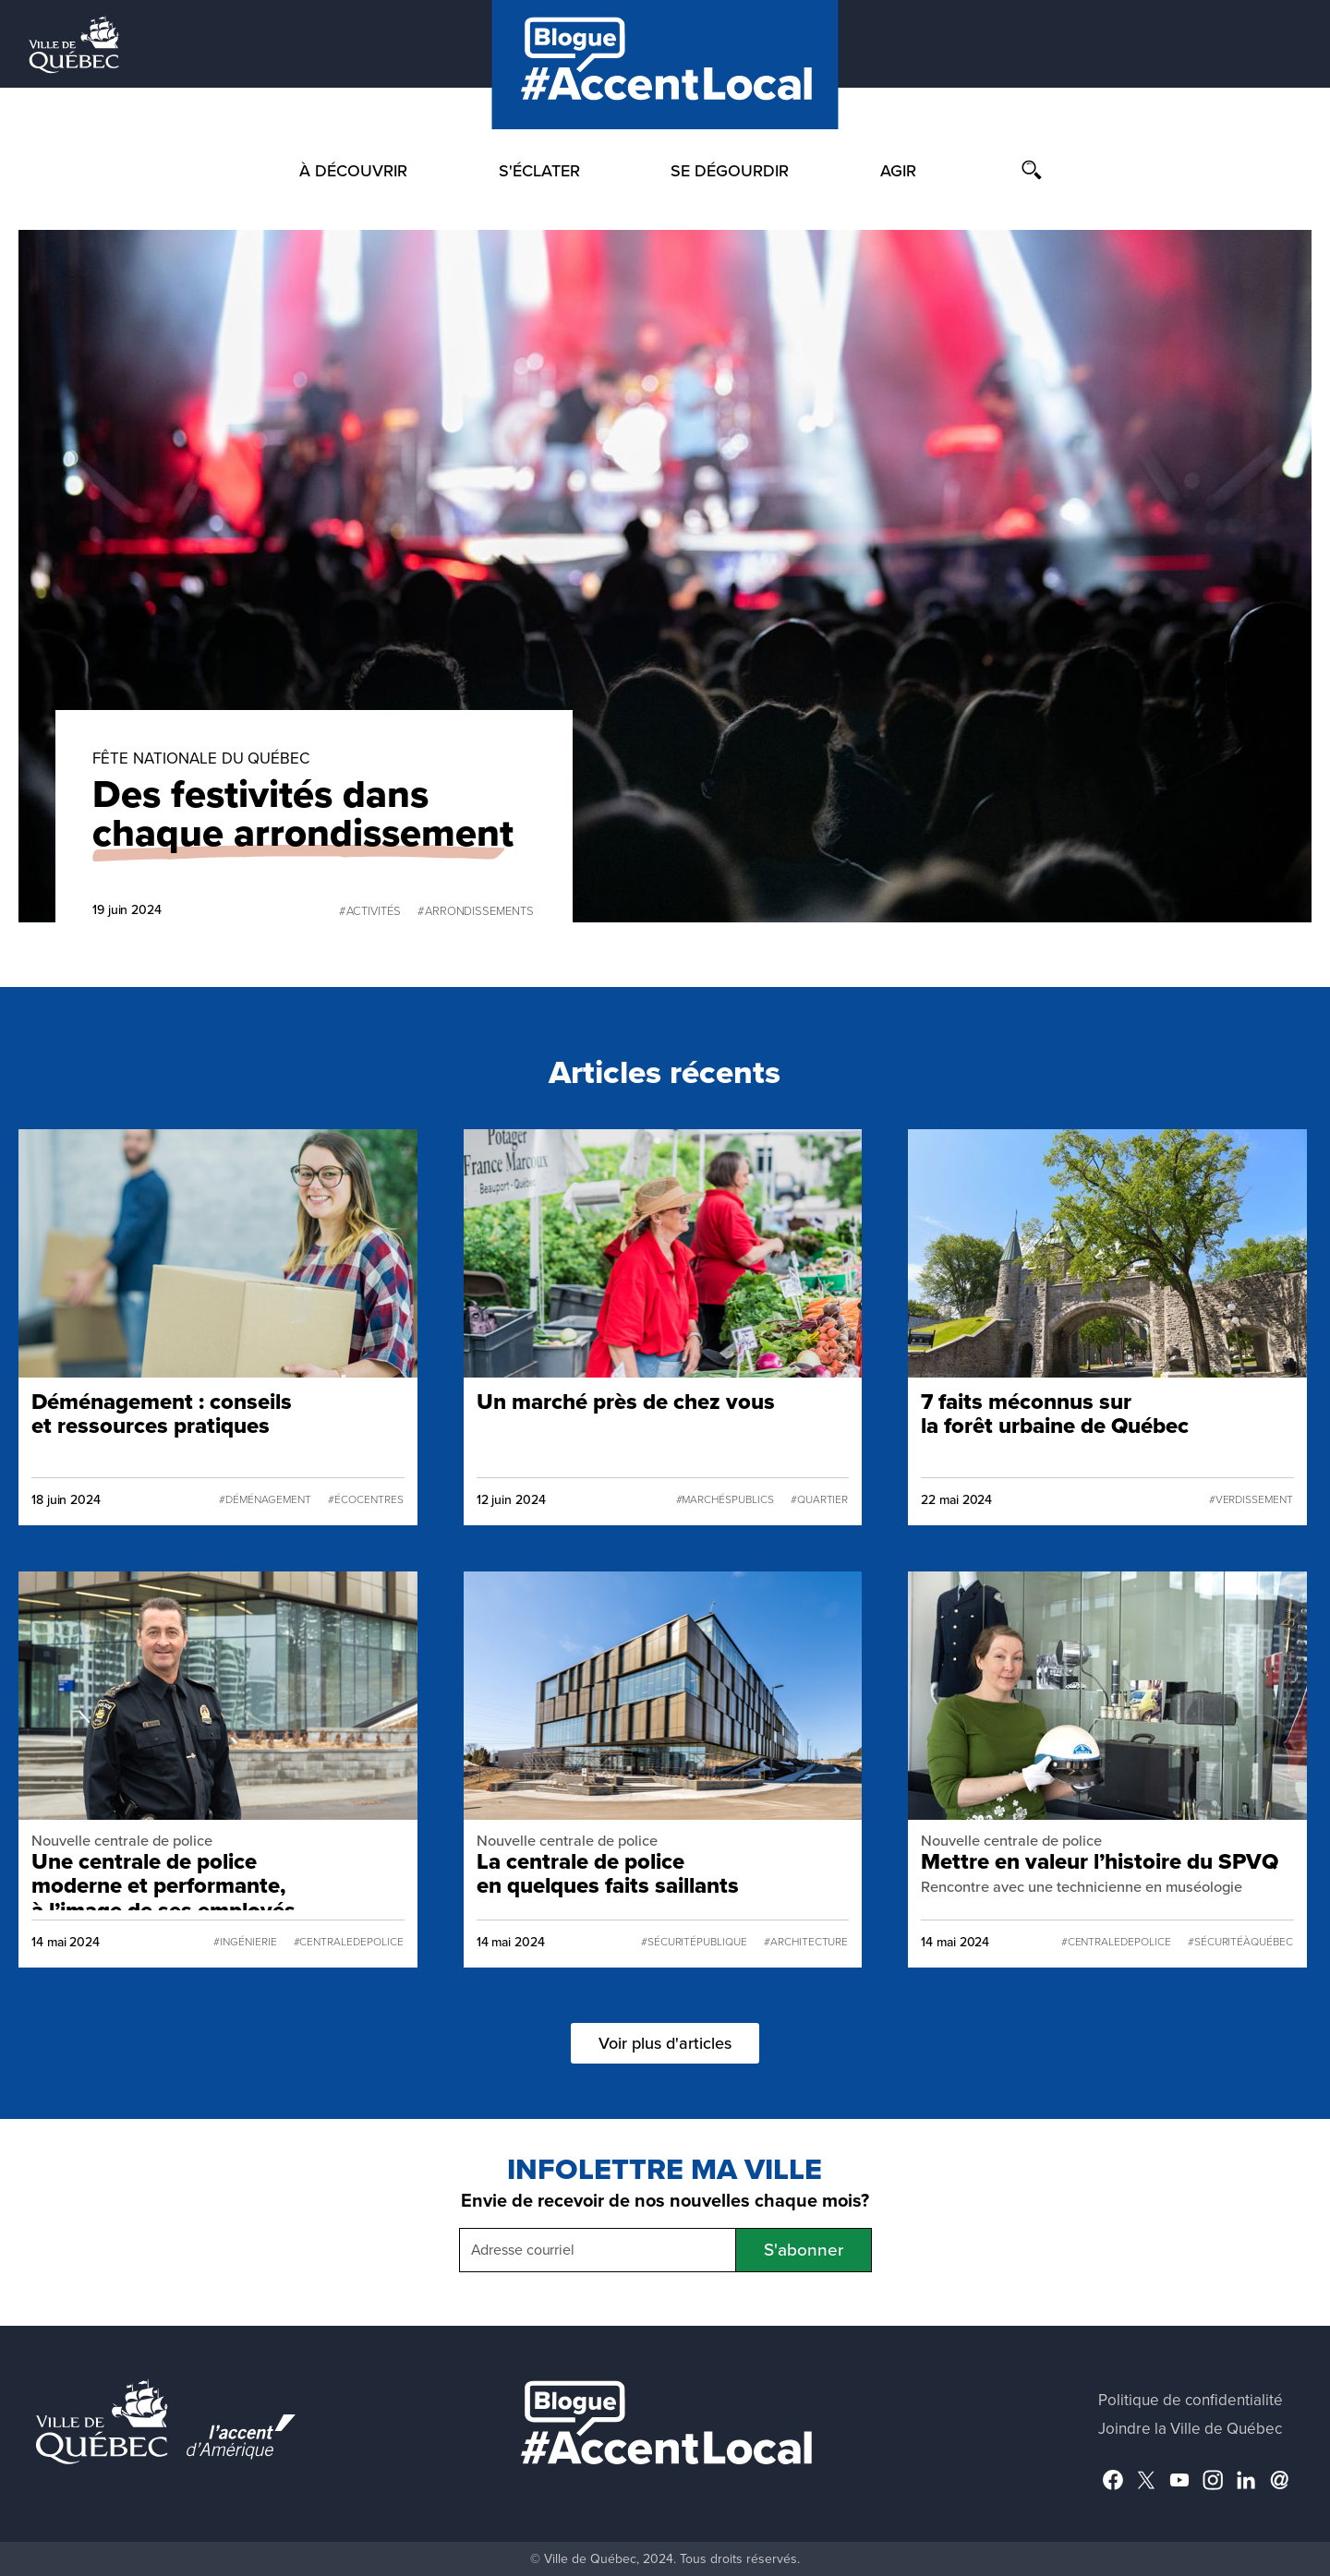 VILLE DE
QUÉBEC
Blogue
#AccentLocal
À DÉCOUVRIR
S'ÉCLATER
SE DÉGOURDIR
AGIR
FÊTE NATIONALE DU QUÉBEC
Des festivités dans
chaque arrondissement
19 juin 2024
#ACTIVITÉS #ARRONDISSEMENTS
Articles récents
Potager
France Marcoux
Beauport - Québec
Déménagement : conseils
et ressources pratiques
18 juin 2024
#DÉMÉNAGEMENT #ÉCOCENTRES
Un marché près de chez vous
12 juin 2024
#MARCHÉSPUBLICS #QUARTIER
7 faits méconnus sur
la forêt urbaine de Québec
22 mai 2024
#VERDISSEMENT
POLICE
Nouvelle centrale de police
Une centrale de police
moderne et performante,
à l’image de ses employés
14 mai 2024
#INGÉNIERIE #CENTRALEDEPOLICE
Nouvelle centrale de police
La centrale de police
en quelques faits saillants
14 mai 2024
#SÉCURITÉPUBLIQUE #ARCHITECTURE
Nouvelle centrale de police
Mettre en valeur l’histoire du SPVQ
Rencontre avec une technicienne en muséologie
14 mai 2024
#CENTRALEDEPOLICE #SÉCURITÉÀQUÉBEC
Voir plus d'articles
INFOLETTRE MA VILLE
Envie de recevoir de nos nouvelles chaque mois?
Adresse courriel
S'abonner
VILLE DE
QUÉBEC
l'accent
d'Amérique
Blogue
#AccentLocal
Politique de confidentialité
Joindre la Ville de Québec
© Ville de Québec, 2024. Tous droits réservés.